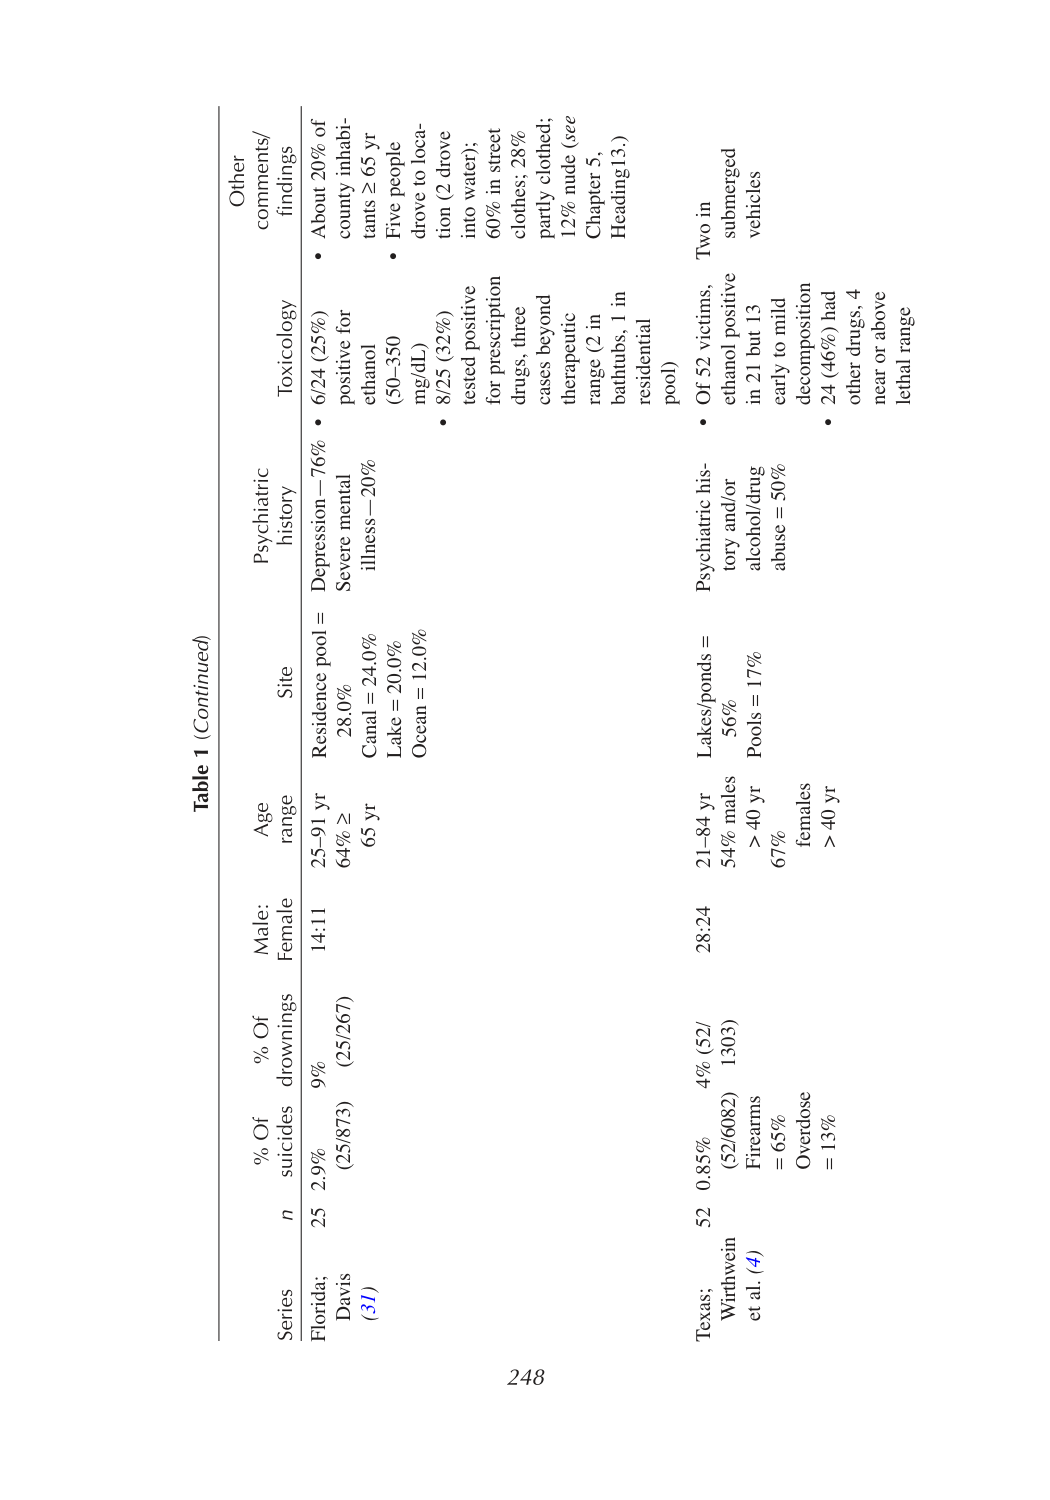 Table 1 (Continued)
Series
n
% Of
suicides
% Of
drownings
Male:
Female
Age
range
Site
Psychiatric
history
Toxicology
Other
comments/
findings
Florida;
Davis
(31)
25
2.9%
(25/873)
9%
(25/267)
14:11
25–91 yr
64% ≥
65 yr
Residence pool =
28.0%
Canal = 24.0%
Lake = 20.0%
Ocean = 12.0%
Depression—76%
Severe mental
illness—20%
• 6/24 (25%)
positive for
ethanol
(50–350
mg/dL)
• 8/25 (32%)
tested positive
for prescription
drugs, three
cases beyond
therapeutic
range (2 in
bathtubs, 1 in
residential
pool)
• About 20% of
county inhabi-
tants ≥ 65 yr
• Five people
drove to loca-
tion (2 drove
into water);
60% in street
clothes; 28%
partly clothed;
12% nude (see
Chapter 5,
Heading13.)
Texas;
Wirthwein
et al. (4)
52
0.85%
(52/6082)
Firearms
= 65%
Overdose
= 13%
4% (52/
1303)
28:24
21–84 yr
54% males
> 40 yr
67%
females
> 40 yr
Lakes/ponds =
56%
Pools = 17%
Psychiatric his-
tory and/or
alcohol/drug
abuse = 50%
• Of 52 victims,
ethanol positive
in 21 but 13
early to mild
decomposition
• 24 (46%) had
other drugs, 4
near or above
lethal range
Two in
submerged
vehicles
248